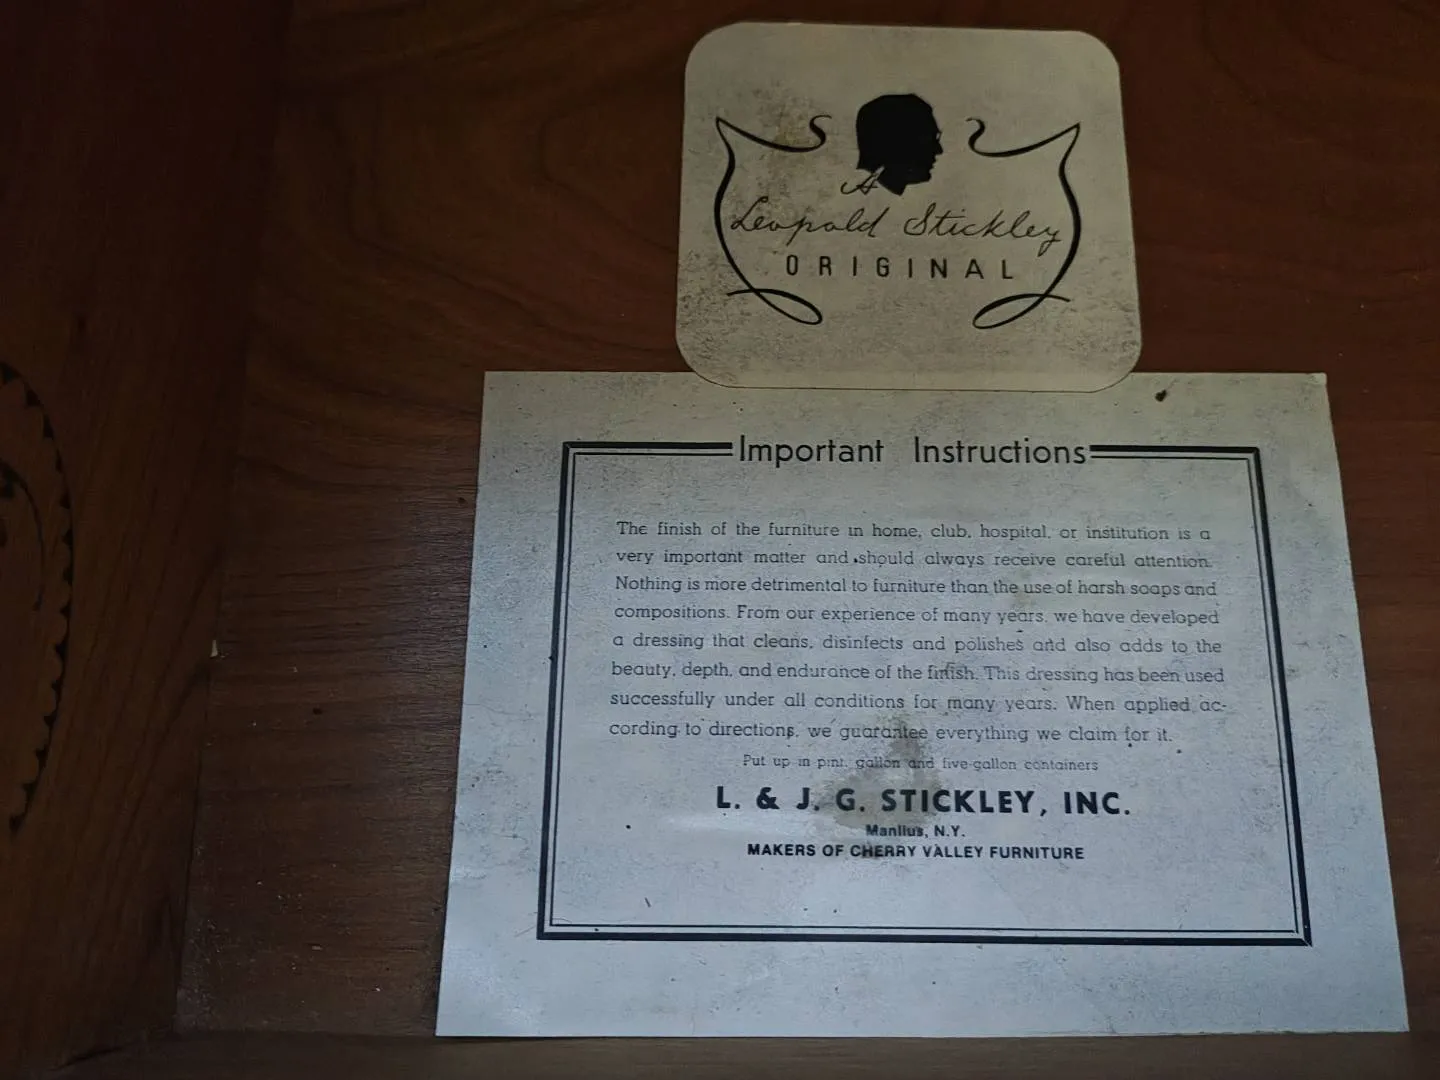 A
Leopold Stickley
ORIGINAL
Important Instructions
The finish of the furniture in home, club, hospital, or institution is a
very important matter and should always receive careful attention.
Nothing is more detrimental to furniture than the use of harsh soaps and
compositions. From our experience of many years, we have developed
a dressing that cleans, disinfects and polishes and also adds to the
beauty, depth, and endurance of the finish. This dressing has been used
successfully under all conditions for many years. When applied ac-
cording to directions, we guarantee everything we claim for it.
Put up in pint, gallon and five-gallon containers
L. & J. G. STICKLEY, INC.
Manlius, N.Y.
MAKERS OF CHERRY VALLEY FURNITURE